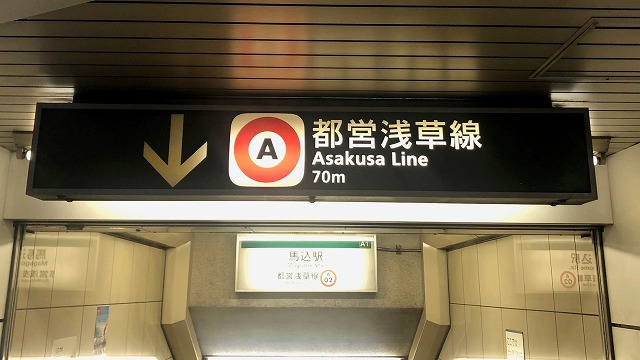 A
都営浅草線
Asakusa Line
70m
A1
馬込駅
都営浅草線
A
02